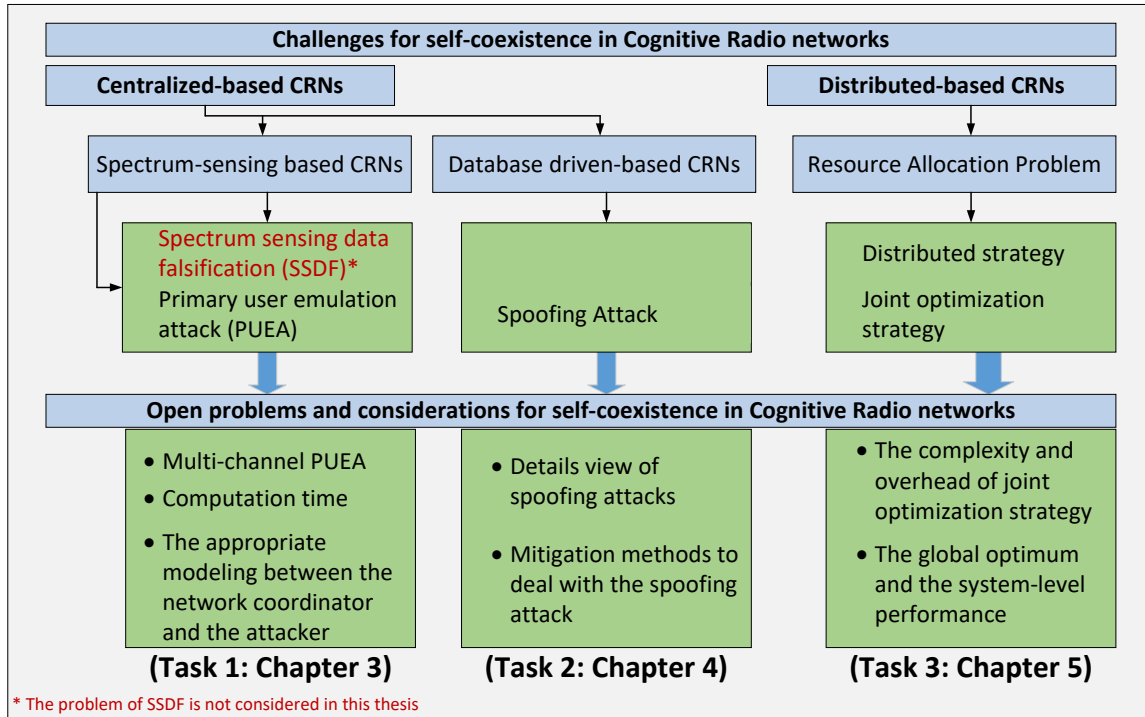 Challenges for self-coexistence in Cognitive Radio networks
Centralized-based CRNs
Distributed-based CRNs
Spectrum-sensing based CRNs
Database driven-based CRNs
Resource Allocation Problem
Spectrum sensing data
falsification (SSDF)*
Primary user emulation
attack (PUEA)
Spoofing Attack
Distributed strategy
Joint optimization
strategy
Open problems and considerations for self-coexistence in Cognitive Radio networks
• Multi-channel PUEA
• Computation time
• The appropriate
modeling between the
network coordinator
and the attacker
• Details view of
spoofing attacks
• Mitigation methods to
deal with the spoofing
attack
• The complexity and
overhead of joint
optimization strategy
• The global optimum
and the system-level
performance
(Task 1: Chapter 3)
(Task 2: Chapter 4)
(Task 3: Chapter 5)
* The problem of SSDF is not considered in this thesis